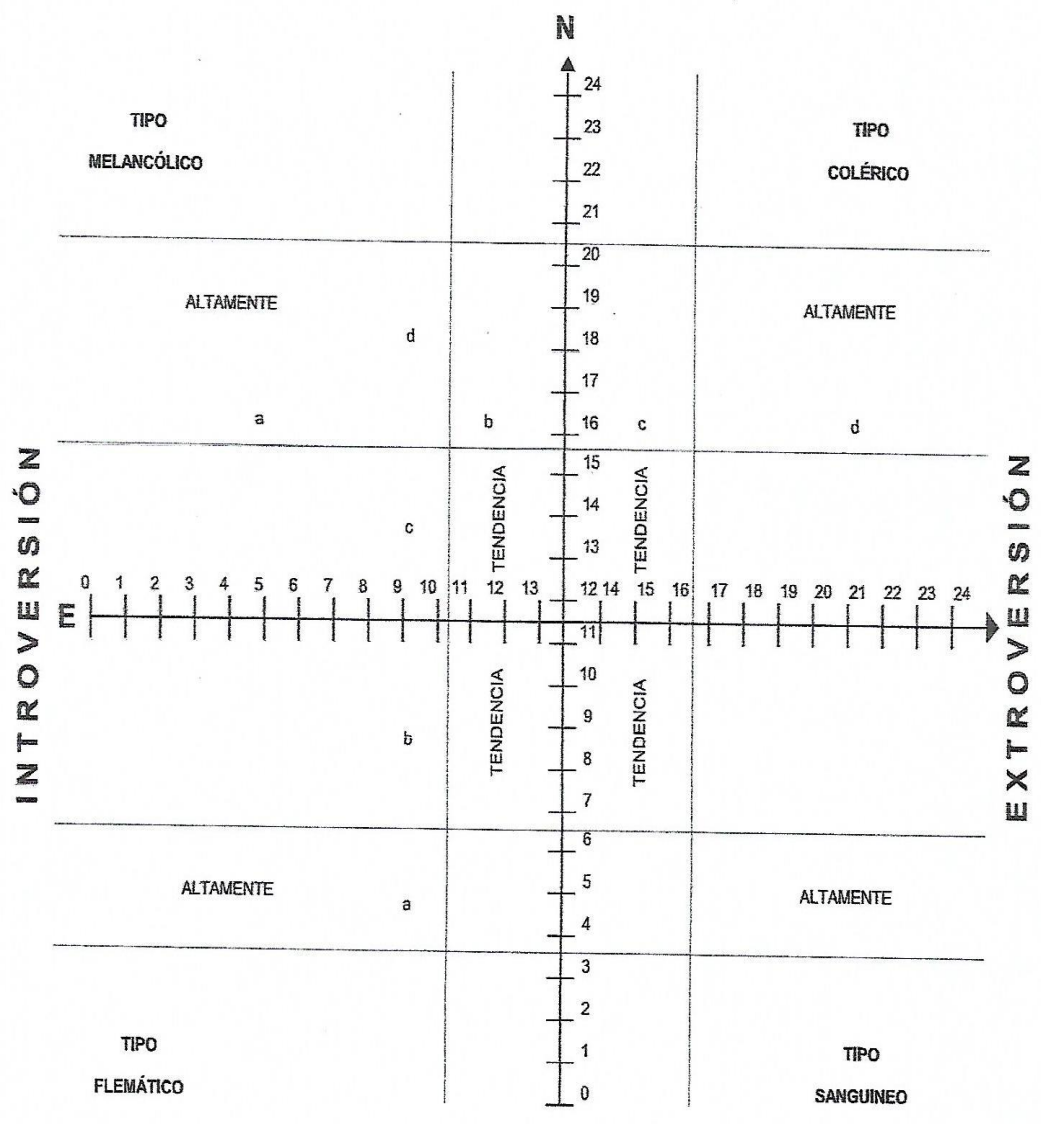 N
24
TIPO
MELANCÓLICO
23
TIPO
COLÉRICO
22
21
20
ALTAMENTE
19
ALTAMENTE
d
18
17
a
b
16
c
d
15
TENDENCIA
TENDENCIA
14
c
13
INTROVERSIÓN
EXTROVERSIÓN
0 1 2 3 4 5 6 7 8 9 10 11 12 13 12 14 15 16 17 18 19 20 21 22 23 24
E
11
TENDENCIA
TENDENCIA
10
9
b
8
7
6
ALTAMENTE
5
ALTAMENTE
a
4
3
2
TIPO
FLEMÁTICO
1
TIPO
SANGUINEO
0